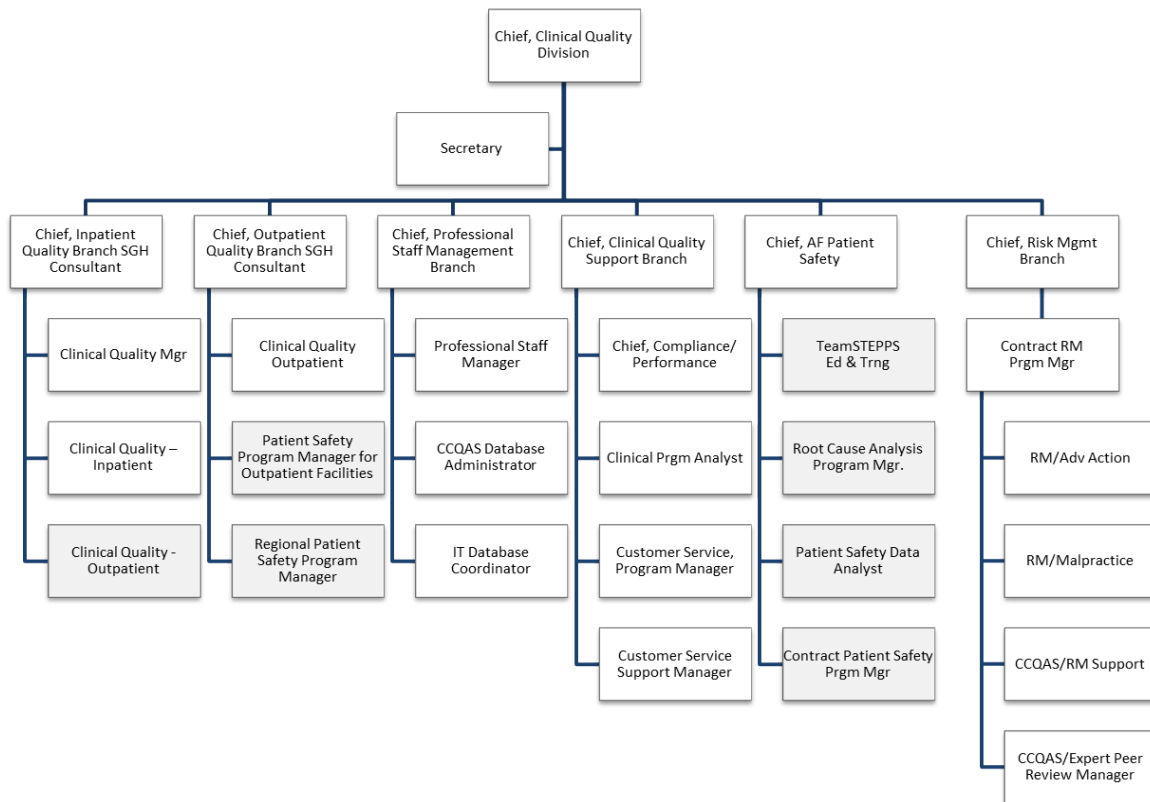 Chief, Clinical Quality
Division
Secretary
Chief, Inpatient
Quality Branch SGH
Consultant
Chief, Outpatient
Quality Branch SGH
Consultant
Chief, Professional
Staff Management
Branch
Chief, Clinical Quality
Support Branch
Chief, AF Patient
Safety
Chief, Risk Mgmt
Branch
Clinical Quality Mgr
Clinical Quality –
Inpatient
Clinical Quality -
Outpatient
Clinical Quality
Outpatient
Patient Safety
Program Manager for
Outpatient Facilities
Regional Patient
Safety Program
Manager
Professional Staff
Manager
CCQAS Database
Administrator
IT Database
Coordinator
Chief, Compliance/
Performance
Clinical Prgm Analyst
Customer Service,
Program Manager
Customer Service
Support Manager
TeamSTEPPS
Ed & Trng
Root Cause Analysis
Program Mgr.
Patient Safety Data
Analyst
Contract Patient Safety
Prgm Mgr
Contract RM
Prgm Mgr
RM/Adv Action
RM/Malpractice
CCQAS/RM Support
CCQAS/Expert Peer
Review Manager